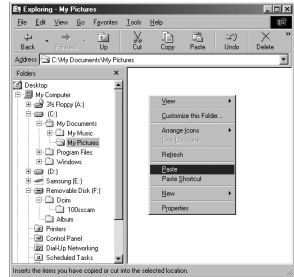 Exploring - My Pictures
File Edit View Go Favorites Tools Help
Back Forward Up Cut Copy Paste Undo Delete »
Address C:\My Documents\My Pictures
Folders ×
Desktop
My Computer
3½ Floppy (A:)
(C:)
My Documents
My Music
My Pictures
Program Files
Windows
(D:)
Samsung (E:)
Removable Disk (F:)
Dcim
100sscam
Album
Printers
Control Panel
Dial-Up Networking
Scheduled Tasks
View
Customize this Folder...
Arrange Icons
Line Up Icons
Refresh
Paste
Paste Shortcut
New
Properties
Inserts the items you have copied or cut into the selected location.